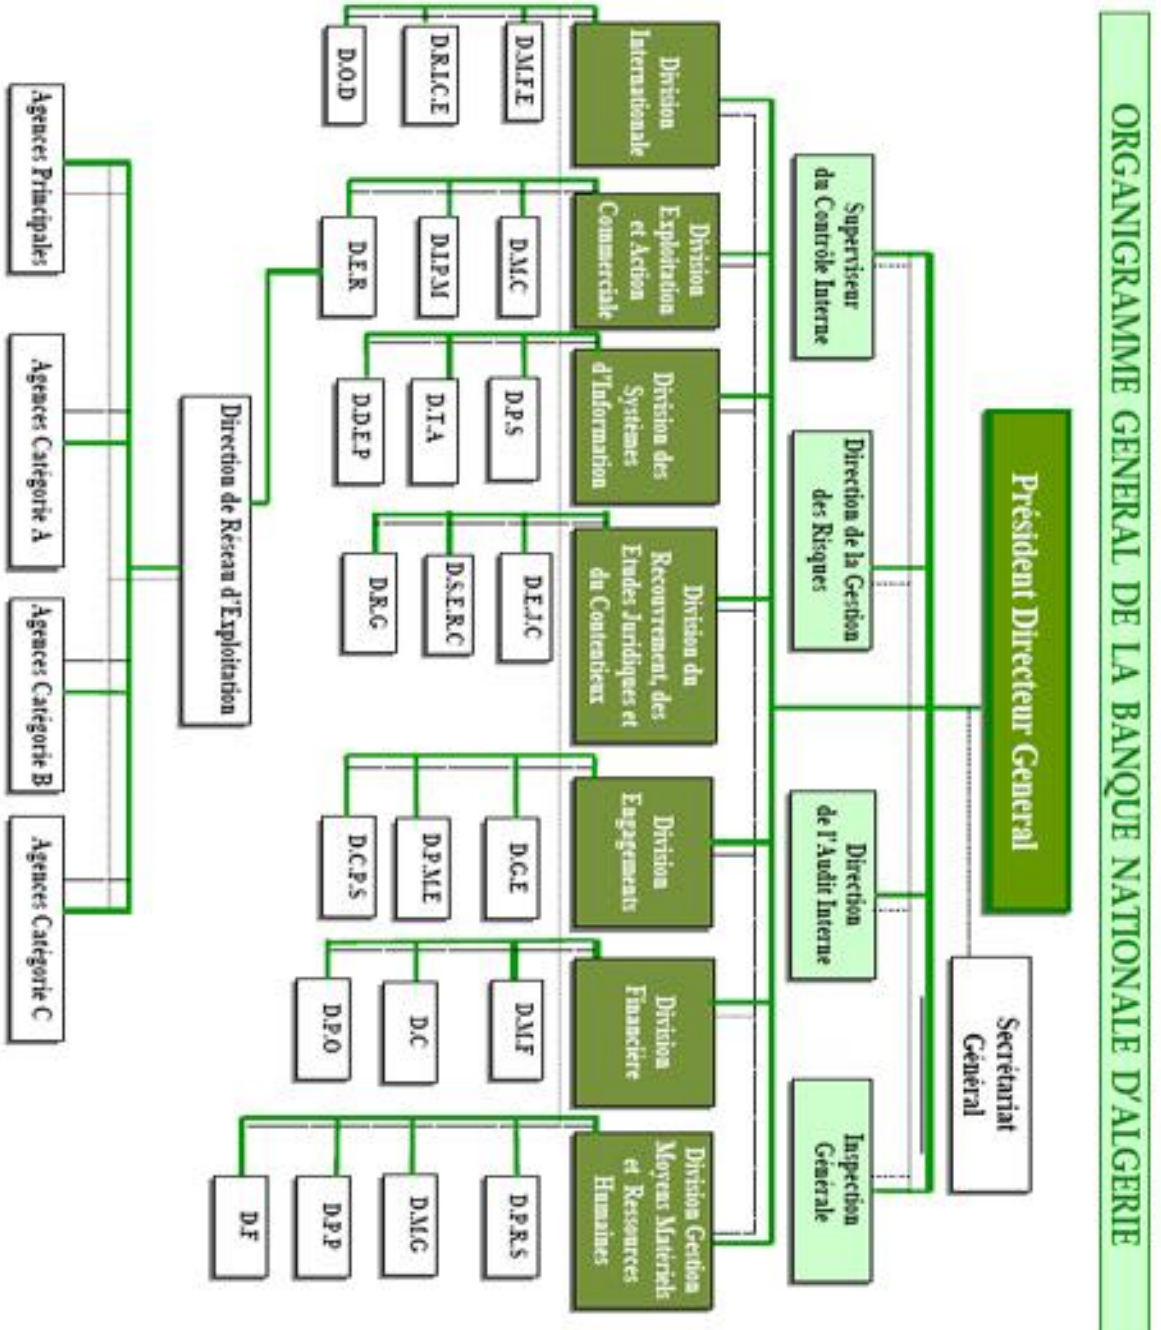 ORGANIGRAMME GENERAL DE LA BANQUE NATIONALE D'ALGERIE
Président Directeur General
Secrétariat
Général
Superviseur
du Contrôle Interne
Direction de la Gestion
des Risques
Direction
de l'Audit Interne
Inspection
Générale
Division
Internationale
Division
Exploitation
et Action
Commerciale
Division des
Systèmes
d'Information
Division du
Recouvrement, des
Etudes Juridiques et
du Contentieux
Division
Engagements
Division
Financière
Division Gestion
Moyens Matériels
et Ressources
Humaines
D.M.F.E
D.R.I.C.E
D.O.D
D.M.C
D.I.P.M
D.E.R
D.P.S
D.T.A
D.D.E.P
D.E.J.C
D.S.E.R.C
D.R.G
D.G.E
D.P.M.E
D.C.P.S
D.M.F
D.C
D.P.O
D.P.R.S
D.M.G
D.P.P
D.F
Direction de Réseau d'Exploitation
Agences Principales
Agences Catégorie A
Agences Catégorie B
Agences Catégorie C